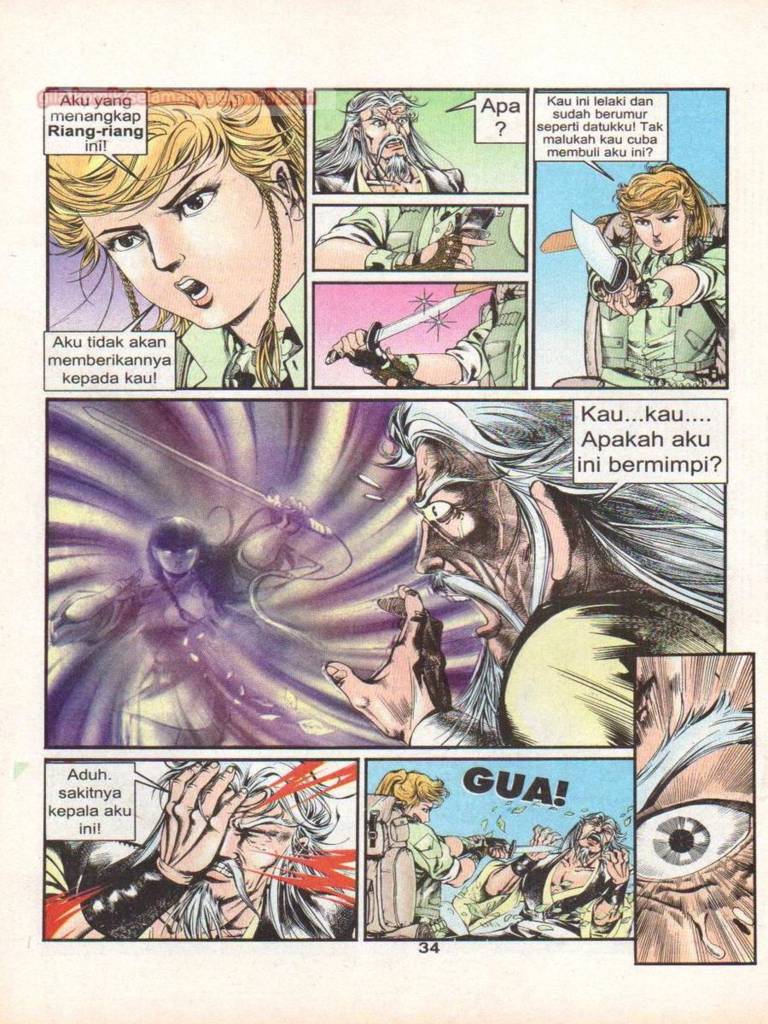 Aku yang
menangkap
Riang-riang
ini!
Aku tidak akan
memberikannya
kepada kau!
Apa
?
Kau ini lelaki dan
sudah berumur
seperti datukku! Tak
malukah kau cuba
membuli aku ini?
Kau...kau....
Apakah aku
ini bermimpi?
Aduh.
sakitnya
kepala aku
ini!
GUA!
34